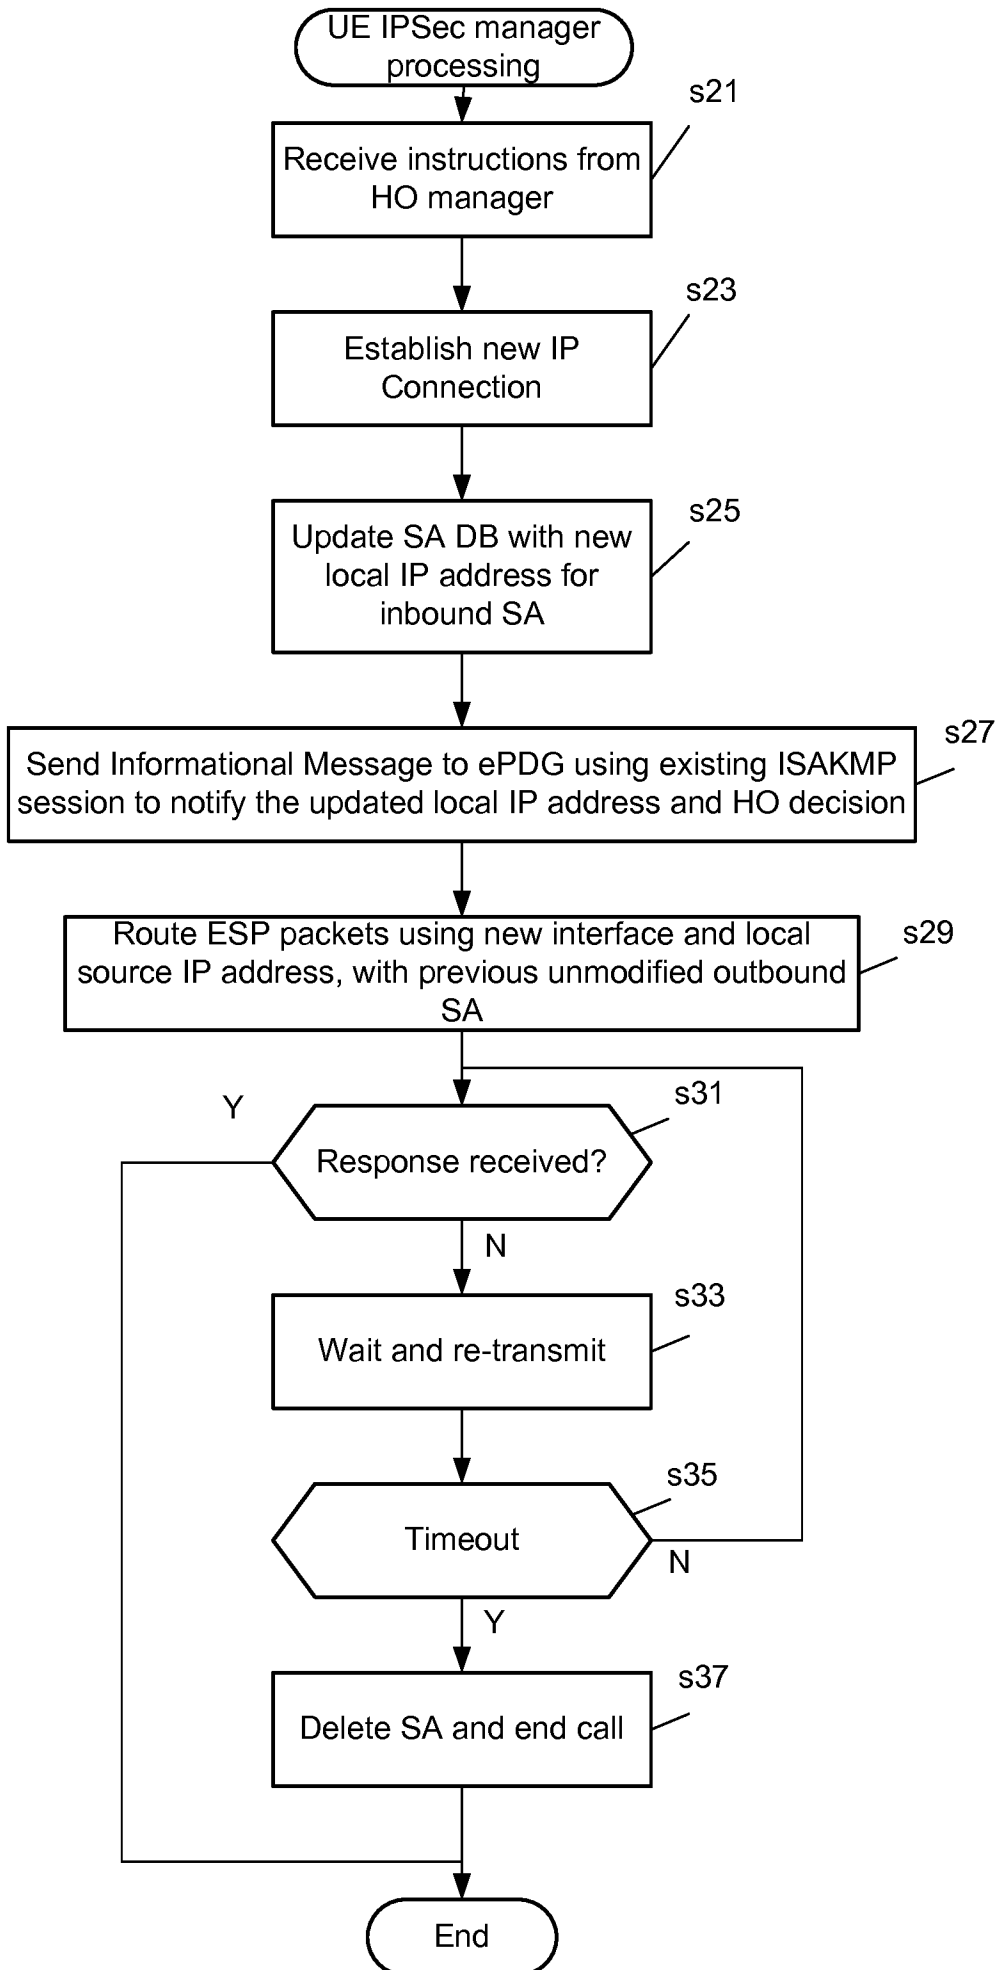 UE IPSec manager
processing
s21
Receive instructions from
HO manager
s23
Establish new IP
Connection
s25
Update SA DB with new
local IP address for
inbound SA
s27
Send Informational Message to ePDG using existing ISAKMP
session to notify the updated local IP address and HO decision
s29
Route ESP packets using new interface and local
source IP address, with previous unmodified outbound
SA
s31
Y
Response received?
N
s33
Wait and re-transmit
s35
Timeout
N
Y
s37
Delete SA and end call
End